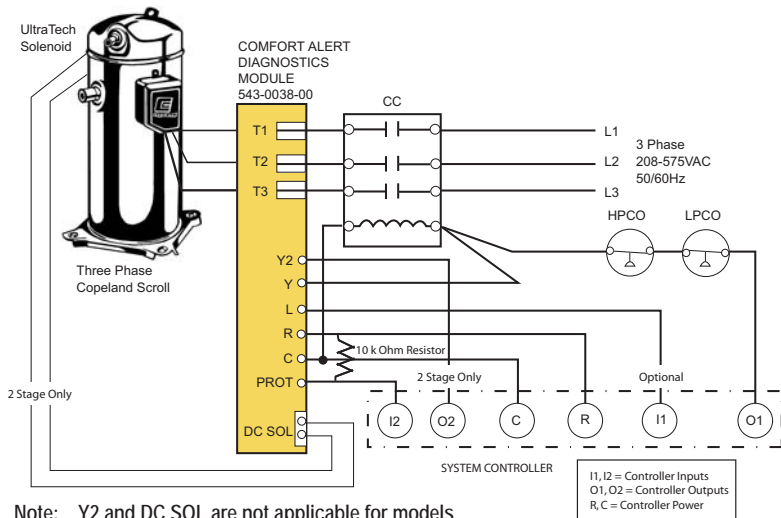 UltraTech
Solenoid
COMFORT ALERT
DIAGNOSTICS
MODULE
543-0038-00
CC
T1
L1
T2
L2
T3
L3
3 Phase
208-575VAC
50/60Hz
HPCO
LPCO
Three Phase
Copeland Scroll
Y2
Y
L
R
C
10 k Ohm Resistor
PROT
2 Stage Only
2 Stage Only
Optional
I2
O2
C
R
I1
O1
DC SOL
SYSTEM CONTROLLER
I1, I2 = Controller Inputs
O1, O2 = Controller Outputs
R, C = Controller Power
Note: Y2 and DC SOL are not applicable for models